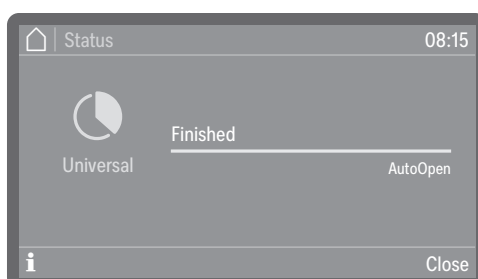 Status 08:15
Finished
Universal
AutoOpen
i Close